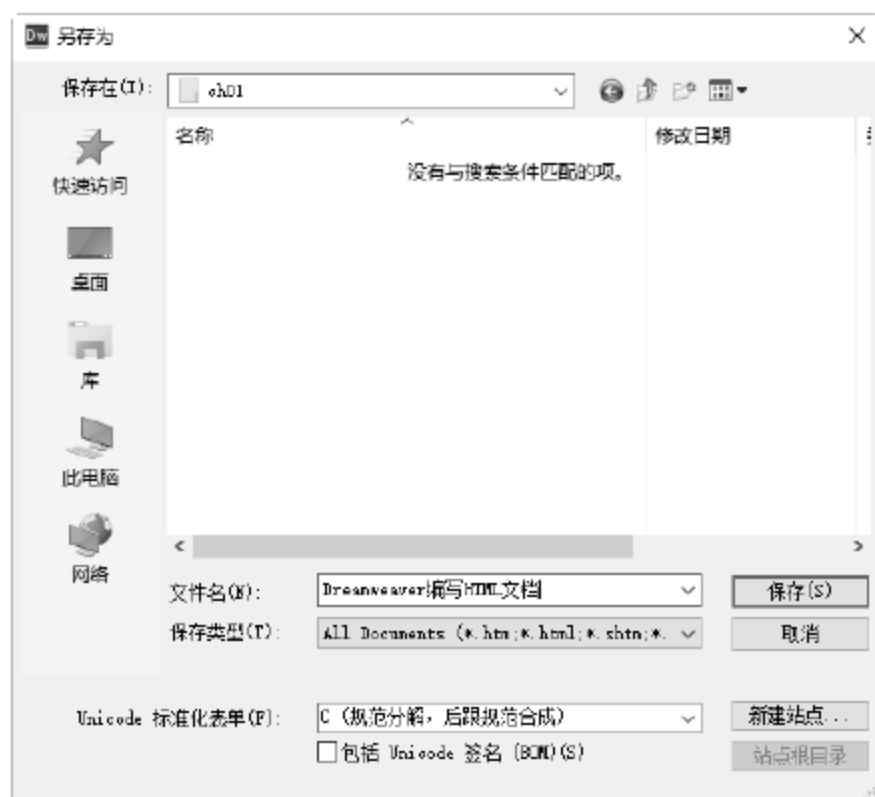 Dw 另存为
保存在(I): ch01
名称 修改日期
没有与搜索条件匹配的项。
快速访问
桌面
库
此电脑
网络
文件名(N): Dreamweaver编写HTML文档 保存(S)
保存类型(T): All Documents (*.htm;*.html;*.shtm;*. 取消
Unicode 标准化表单(F): C (规范分解，后跟规范合成) 新建站点...
包括 Unicode 签名 (BOM)(S) 站点根目录